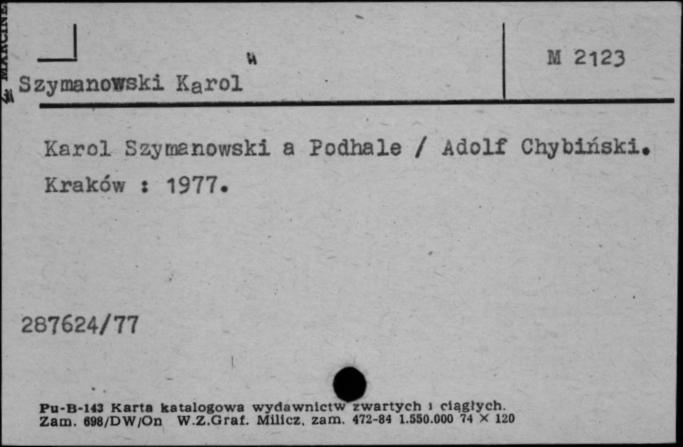 M 2123
Szymanowski Karol
Karol Szymanowski a Podhale / Adolf Chybiński.
Kraków : 1977.
287624/77
Pu-B-143 Karta katalogowa wydawnictw zwartych i ciągłych.
Zam. 698/DW/On W.Z.Graf. Milicz, zam. 472-84 1.550.000 74 × 120